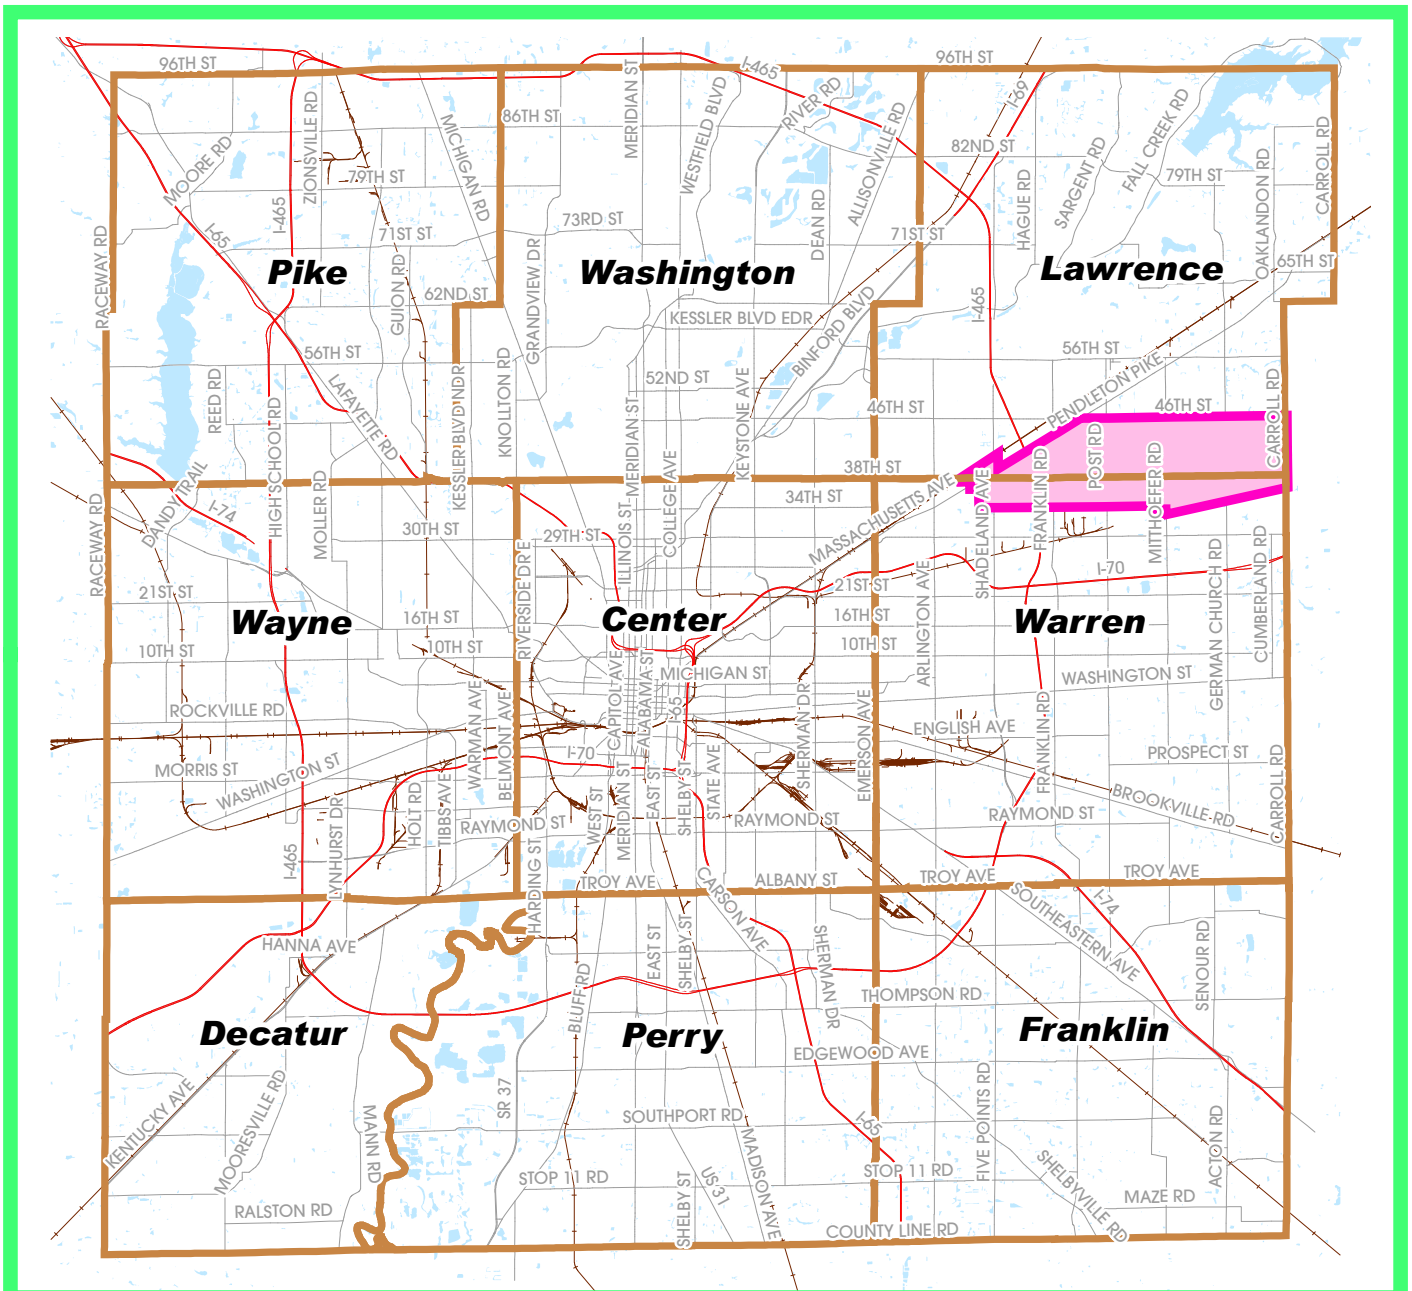 96TH ST
I-465
96TH ST
MERIDIAN ST
WESTFIELD BLVD
RIVER RD
I-69
ZIONSVILLE RD
MICHIGAN RD
86TH ST
ALLISONVILLE RD
82ND ST
FALL CREEK RD
CARROLL RD
MOORE RD
79TH ST
SARGENT RD
79TH ST
OAKLANDON RD
I-465
73RD ST
DEAN RD
HAGUE RD
I-65
71ST ST
71ST ST
RACEWAY RD
Pike
Washington
Lawrence
65TH ST
GUION RD
62ND ST
GRANDVIEW DR
KESSLER BLVD EDR
BINFORD BLVD
I-465
56TH ST
56TH ST
REED RD
LAFAYETTE RD
KESSLER BLVD NDR
KNOLLTON RD
52ND ST
KEYSTONE AVE
PENDLETON PIKE
CARROLL RD
HIGH SCHOOL RD
MERIDIAN ST
46TH ST
46TH ST
POST RD
38TH ST
COLLEGE AVE
FRANKLIN RD
MITTHOEFER RD
DANDY TRAIL
MOLLER RD
34TH ST
MASSACHUSETTS AVE
SHADELAND AVE
RACEWAY RD
I-74
30TH ST
29TH ST
ILLINOIS ST
RIVERSIDE DR E
I-70
21ST ST
21ST ST
ARLINGTON AVE
GERMAN CHURCH RD
CUMBERLAND RD
Wayne
16TH ST
Center
16TH ST
Warren
10TH ST
10TH ST
10TH ST
MICHIGAN ST
WASHINGTON ST
CAPITOL AVE
ALABAMA ST
ROCKVILLE RD
WARMAN AVE
BELMONT AVE
I-65
SHERMAN DR
EMERSON AVE
ENGLISH AVE
FRANKLIN RD
I-70
PROSPECT ST
MORRIS ST
WASHINGTON ST
STATE AVE
CARROLL RD
HOLT RD
TIBBS AVE
WEST ST
MERIDIAN ST
EAST ST
SHELBY ST
BROOKVILLE RD
LYNHURST DR
RAYMOND ST
RAYMOND ST
RAYMOND ST
I-465
HARDING ST
TROY AVE
CARSON AVE
ALBANY ST
TROY AVE
TROY AVE
I-74
SOUTHEASTERN AVE
HANNA AVE
EAST ST
SHELBY ST
SHERMAN DR
SENOUR RD
BLUFF RD
THOMPSON RD
Decatur
Perry
Franklin
EDGEWOOD AVE
KENTUCKY AVE
MOORESVILLE RD
MANN RD
SR 37
SOUTHPORT RD
MADISON AVE
I-65
FIVE POINTS RD
ACTON RD
STOP 11 RD
US 31
STOP 11 RD
SHELBYVILLE RD
MAZE RD
RALSTON RD
SHELBY ST
COUNTY LINE RD